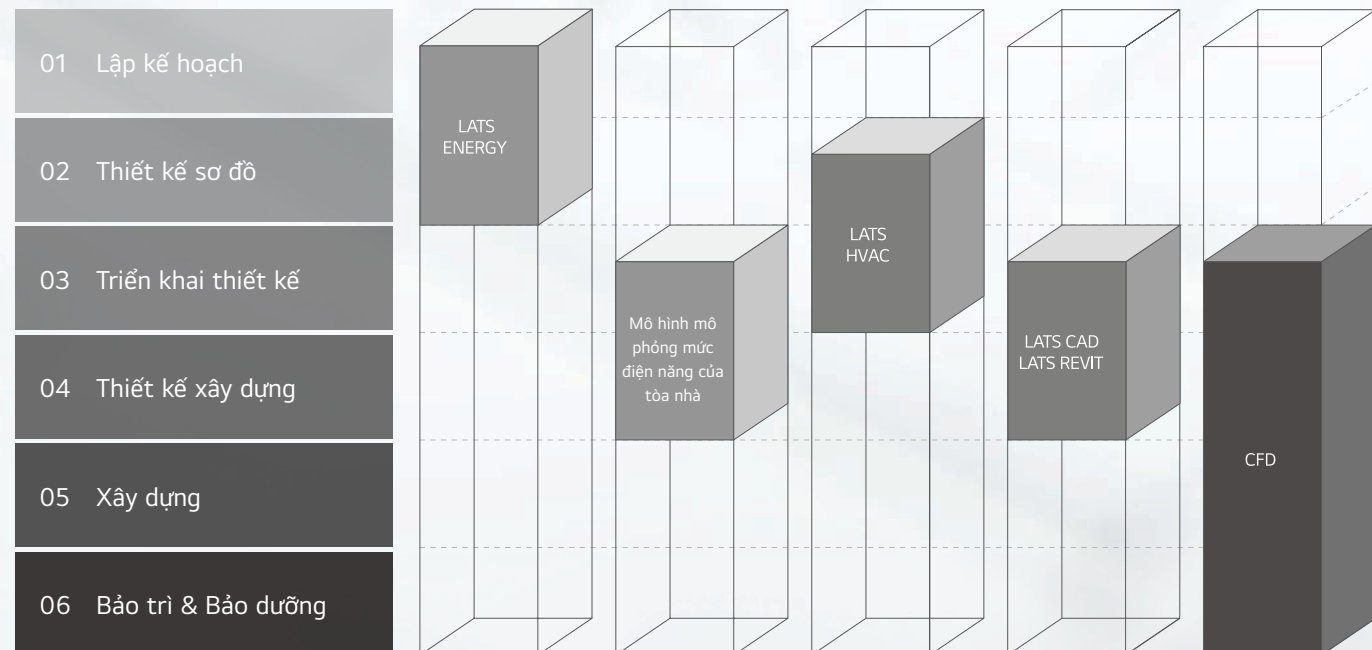 01 Lập kế hoạch
02 Thiết kế sơ đồ
03 Triển khai thiết kế
04 Thiết kế xây dựng
05 Xây dựng
06 Bảo trì & Bảo dưỡng
LATS
ENERGY
Mô hình mô
phỏng mức
điện năng của
tòa nhà
LATS
HVAC
LATS CAD
LATS REVIT
CFD